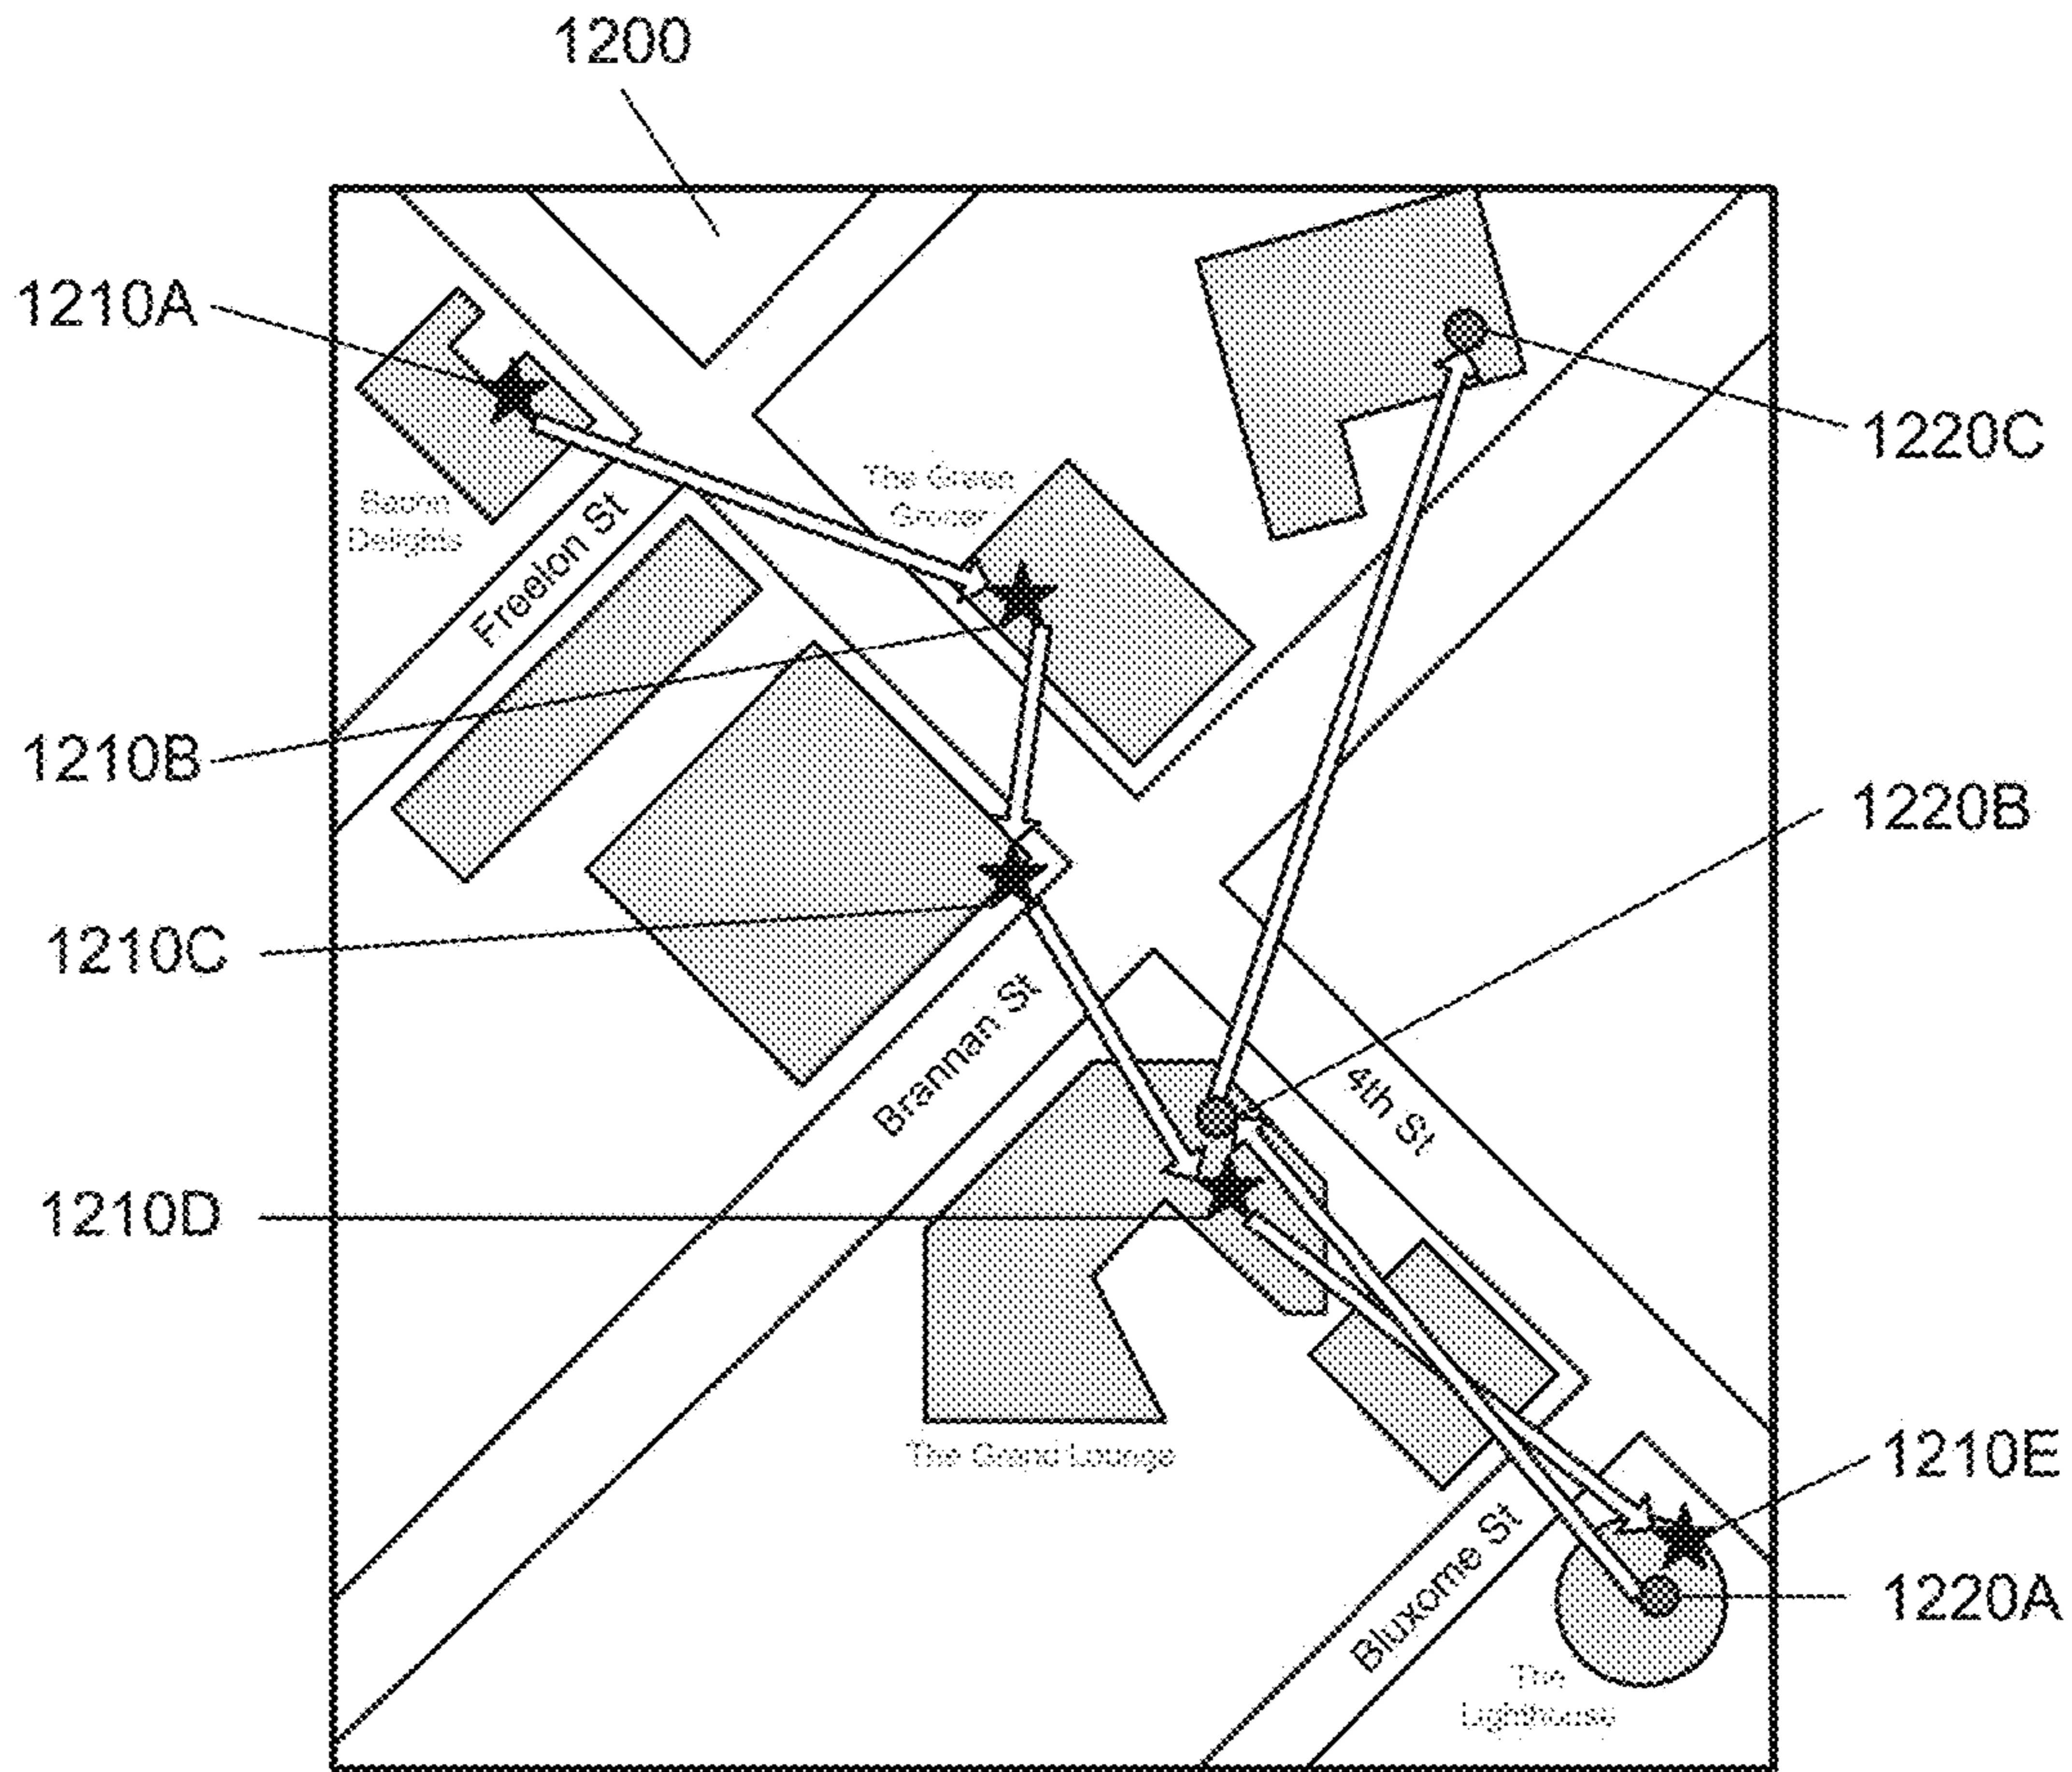 1200
1210A
1220C
The Green
Grocer
Delights
Freelon St
1210B
1220B
1210C
Brannan St
4th St
1210D
The Grand Lounge
1210E
Bluxome St
1220A
The
Lighthouse